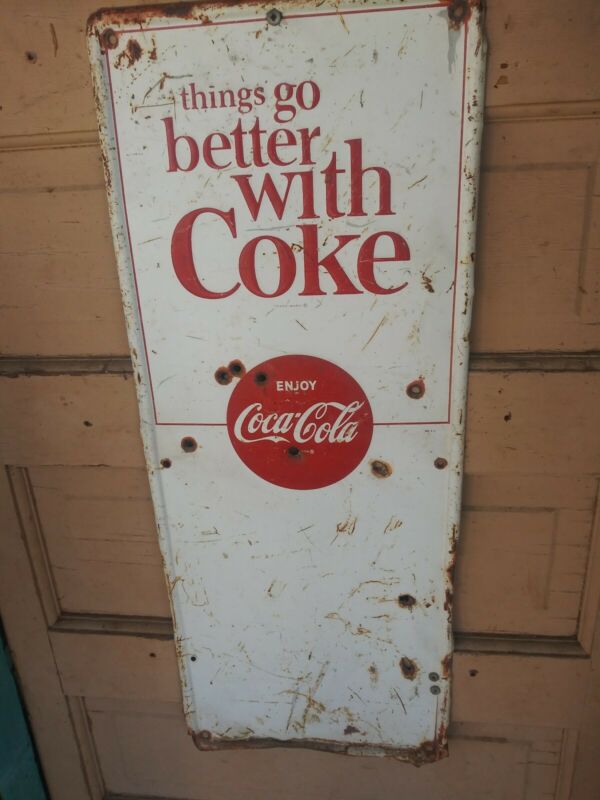 things go
better
with
Coke
ENJOY
Coca-Cola
®